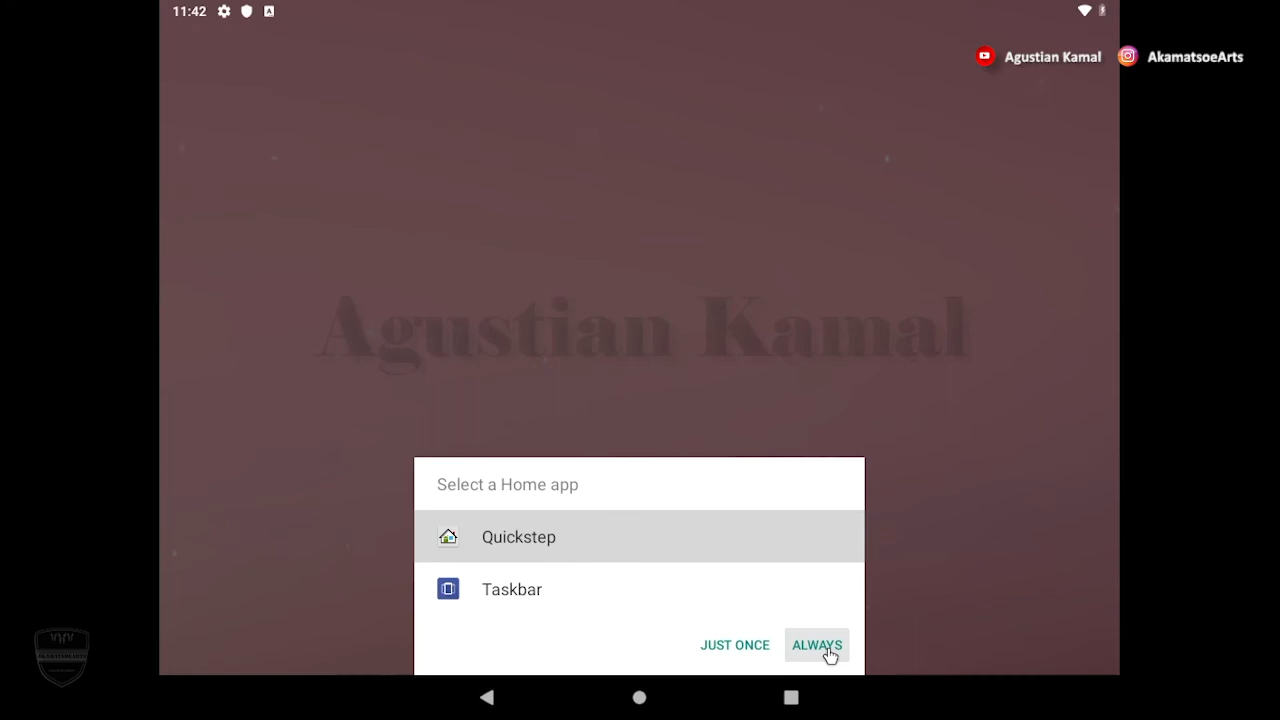 11:42
A
Agustian Kamal
AkamatsoeArts
Agustian Kamal
Select a Home app
Quickstep
Taskbar
JUST ONCE
ALWAYS